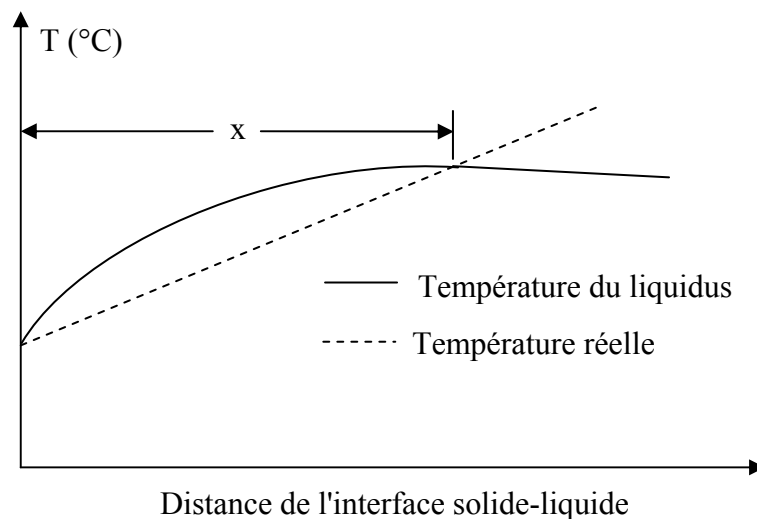 T (°C)
x
Température du liquidus
Température réelle
Distance de l'interface solide-liquide